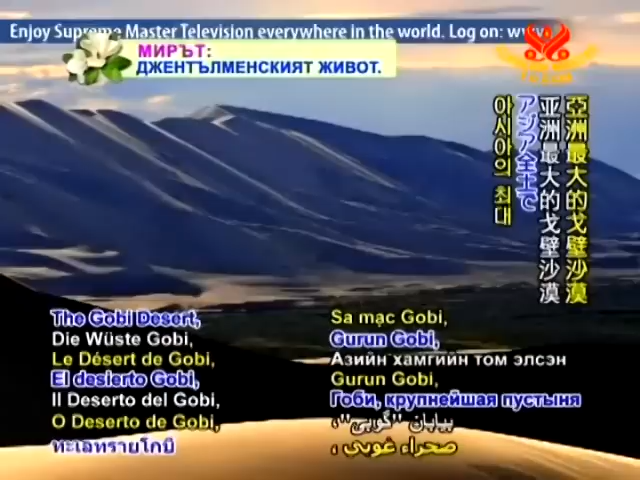 Enjoy Supreme Master Television everywhere in the world. Log on: www.
МИРЪТ:
ДЖЕНТЪЛМЕНСКИЯТ ЖИВОТ.
亞洲最大的戈壁沙漠
亚洲最大的戈壁沙漠
アジア全土で
아시아의 최대
The Gobi Desert,
Die Wüste Gobi,
Le Désert de Gobi,
El desierto Gobi,
Il Deserto del Gobi,
O Deserto de Gobi,
ทะเลทรายโกบี
Sa mạc Gobi,
Gurun Gobi,
Азийн хамгийн том элсэн
Gurun Gobi,
Гоби, крупнейшая пустыня
بیابان "گوبی"،
صحراء غوبي ،